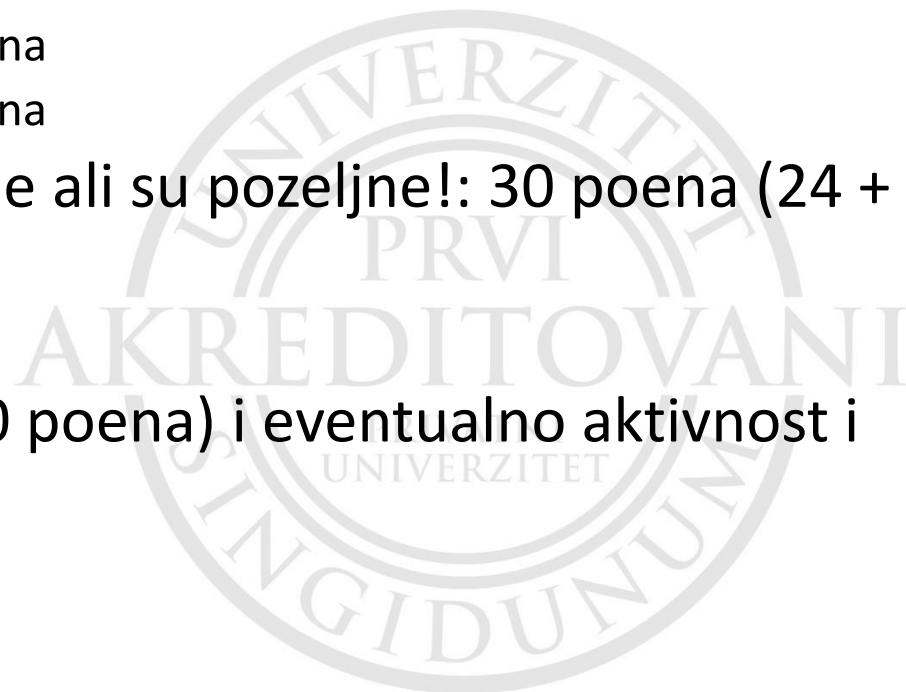 na
na
e ali su pozeljne!: 30 poena (24 +
0 poena) i eventualno aktivnost i
UNIVERZITET
PRVI
AKREDITOVANI
UNIVERZITET
SINGIDUNUM